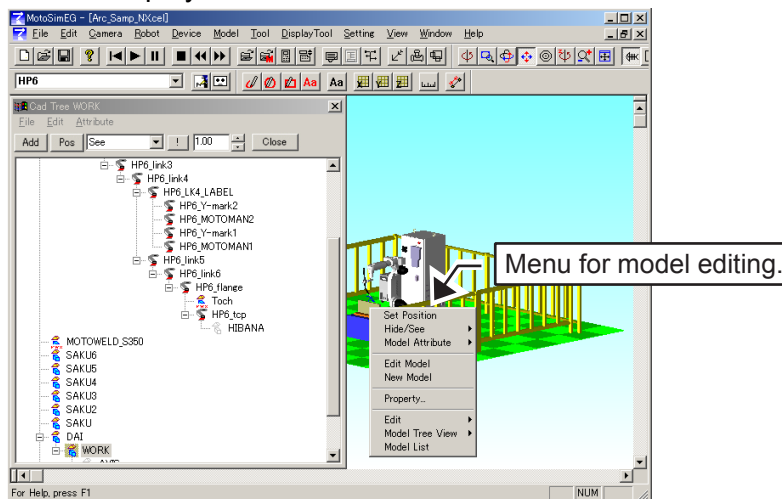 MotoSimEG - [Arc_Samp_NXcel]
File Edit Camera Robot Device Model Tool DisplayTool Setting View Window Help
HP6
Aa Aa
Cad Tree WORK
File Edit Attribute
Add Pos See ! 1.00 Close
HP6_link3
HP6_link4
HP6_LK4_LABEL
HP6_Y-mark2
HP6_MOTOMAN2
HP6_Y-mark1
HP6_MOTOMAN1
HP6_link5
HP6_link6
HP6_flange
Toch
HP6_tcp
HIBANA
MOTOWELD_S350
SAKU6
SAKU5
SAKU4
SAKU3
SAKU2
SAKU
DAI
WORK
Menu for model editing.
Set Position
Hide/See
Model Attribute
Edit Model
New Model
Property...
Edit
Model Tree View
Model List
For Help, press F1
NUM